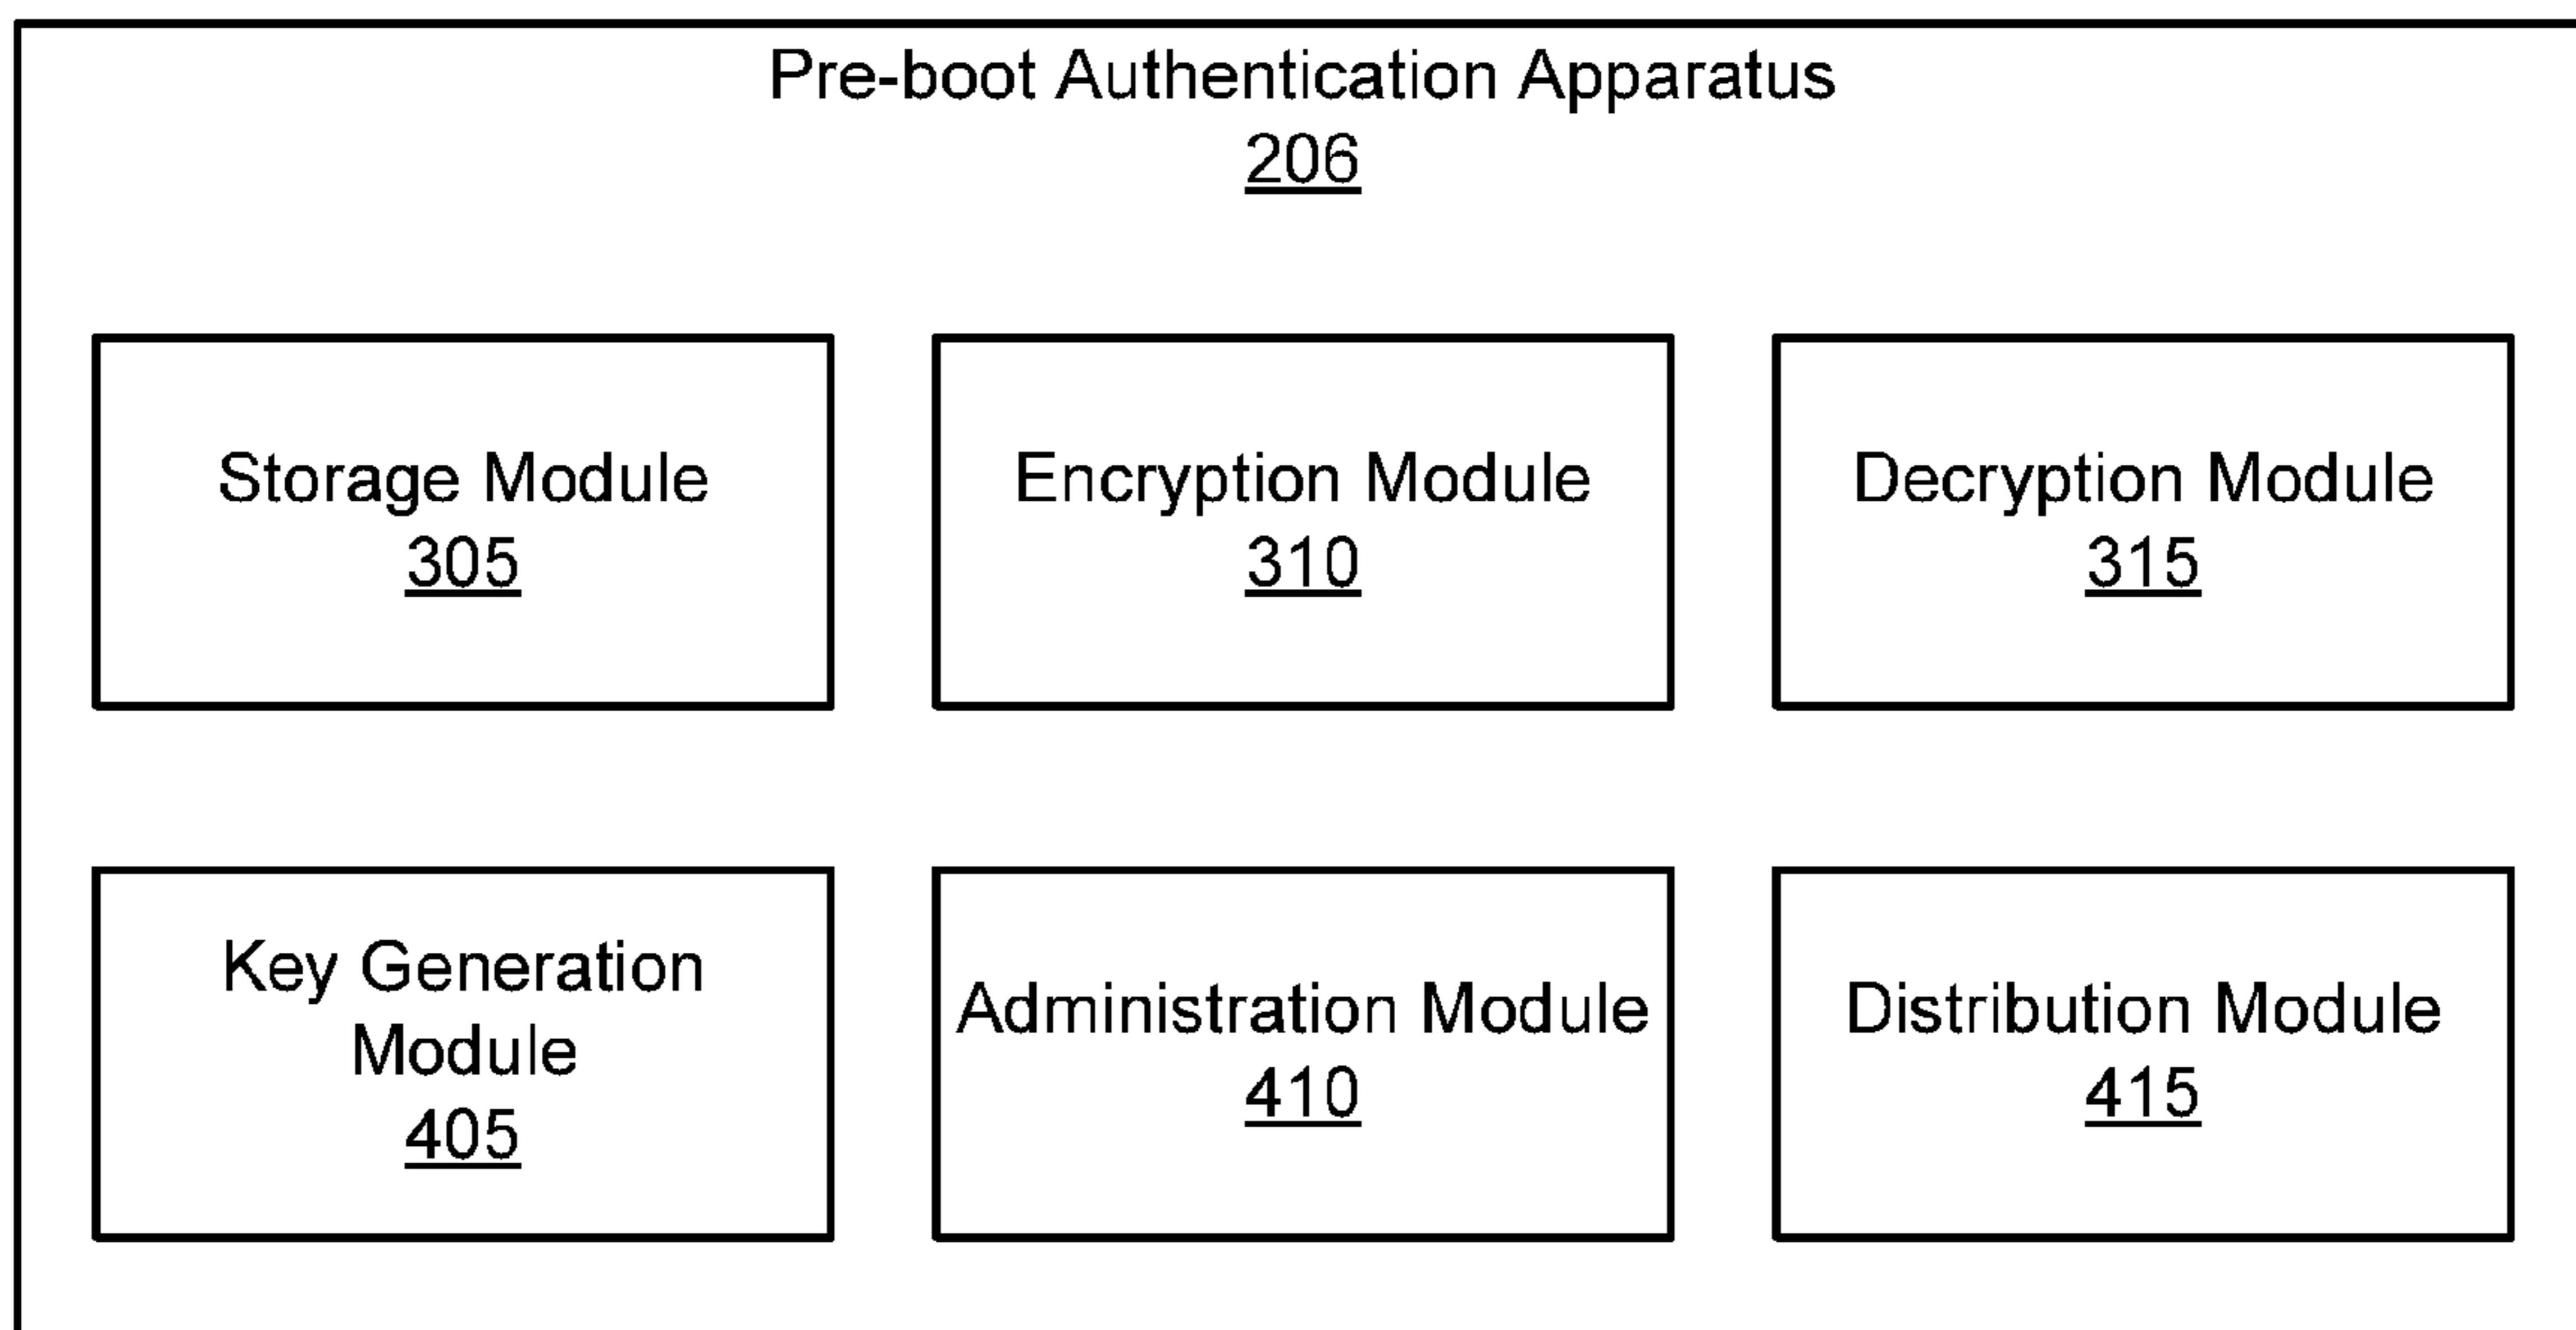 Pre-boot Authentication Apparatus
206
Storage Module
305
Encryption Module
310
Decryption Module
315
Key Generation
Module
405
Administration Module
410
Distribution Module
415